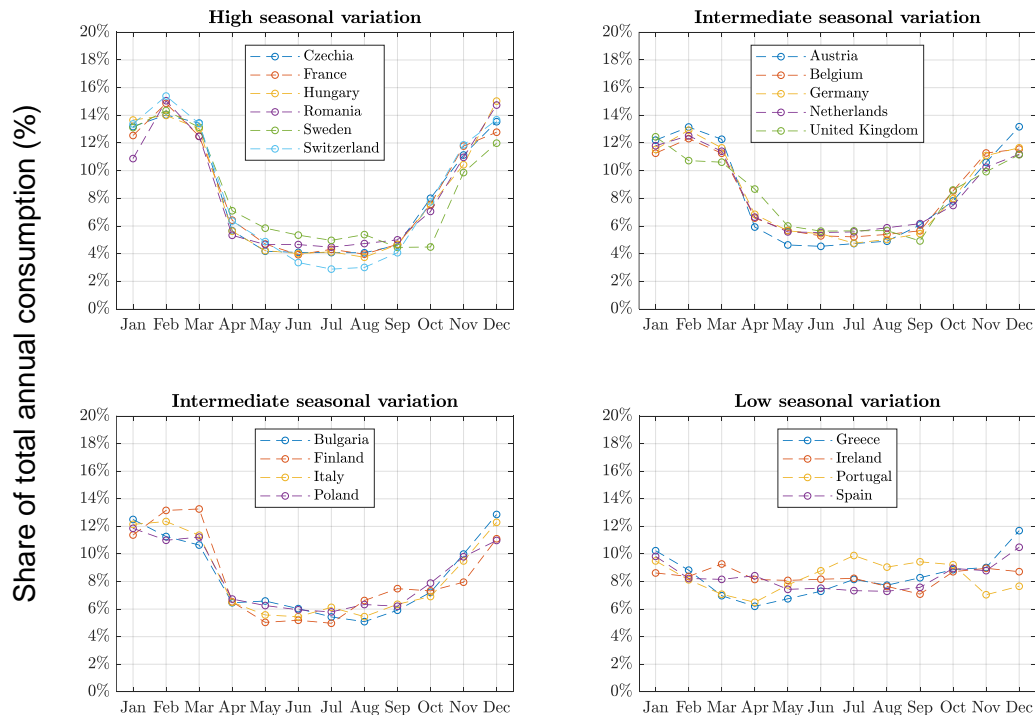 Share of total annual consumption (%)
High seasonal variation
20%
18%
16%
14%
12%
10%
8%
6%
4%
2%
0%
Czechia
France
Hungary
Romania
Sweden
Switzerland
Jan Feb Mar Apr May Jun Jul Aug Sep Oct Nov Dec
Intermediate seasonal variation
20%
18%
16%
14%
12%
10%
8%
6%
4%
2%
0%
Austria
Belgium
Germany
Netherlands
United Kingdom
Jan Feb Mar Apr May Jun Jul Aug Sep Oct Nov Dec
Intermediate seasonal variation
20%
18%
16%
14%
12%
10%
8%
6%
4%
2%
0%
Bulgaria
Finland
Italy
Poland
Jan Feb Mar Apr May Jun Jul Aug Sep Oct Nov Dec
Low seasonal variation
20%
18%
16%
14%
12%
10%
8%
6%
4%
2%
0%
Greece
Ireland
Portugal
Spain
Jan Feb Mar Apr May Jun Jul Aug Sep Oct Nov Dec